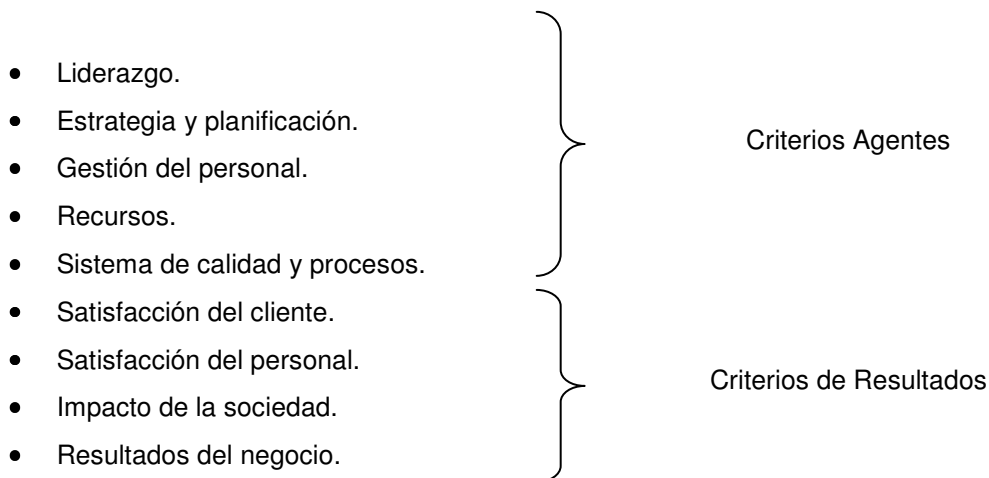 • Liderazgo.
• Estrategia y planificación.
• Gestión del personal.
• Recursos.
• Sistema de calidad y procesos.
Criterios Agentes
• Satisfacción del cliente.
• Satisfacción del personal.
• Impacto de la sociedad.
• Resultados del negocio.
Criterios de Resultados